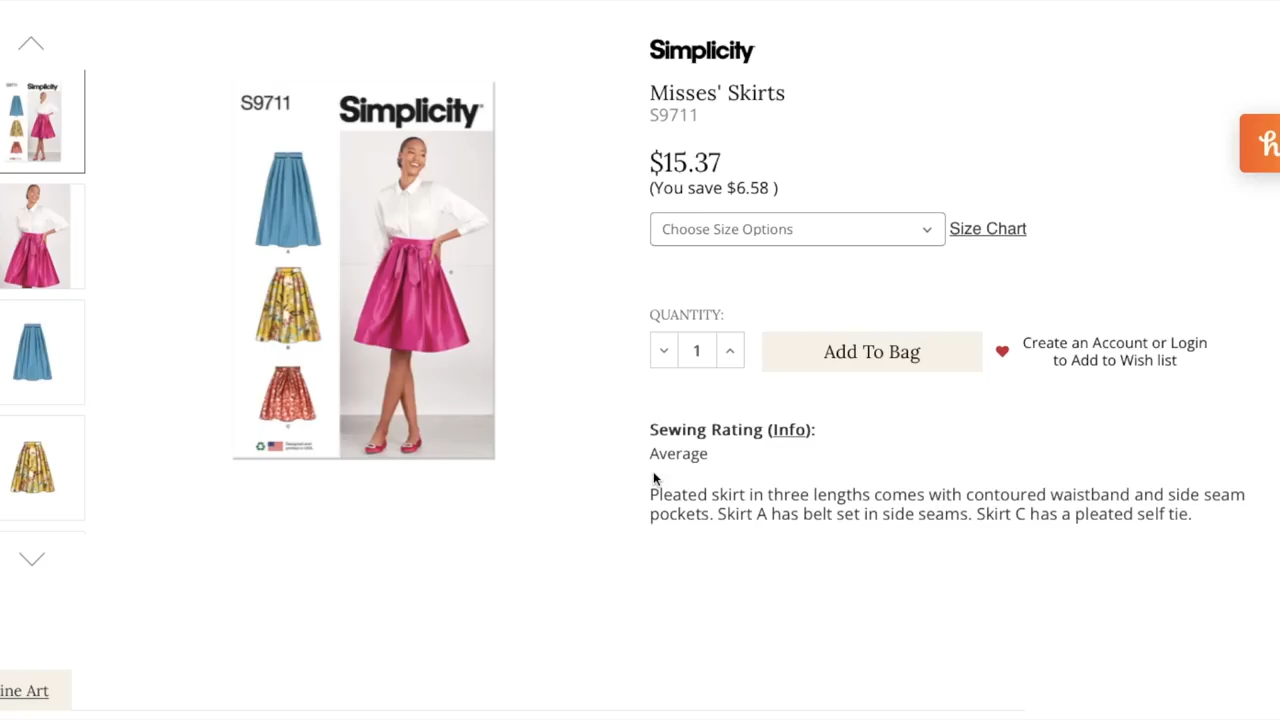 Simplicity
Misses' Skirts
S9711
$15.37
(You save $6.58 )
Choose Size Options
Size Chart
QUANTITY:
1
Add To Bag
Create an Account or Login
to Add to Wish list
Sewing Rating (Info):
Average
Pleated skirt in three lengths comes with contoured waistband and side seam
pockets. Skirt A has belt set in side seams. Skirt C has a pleated self tie.
S9711
Simplicity
Simplicity
h
ine Art